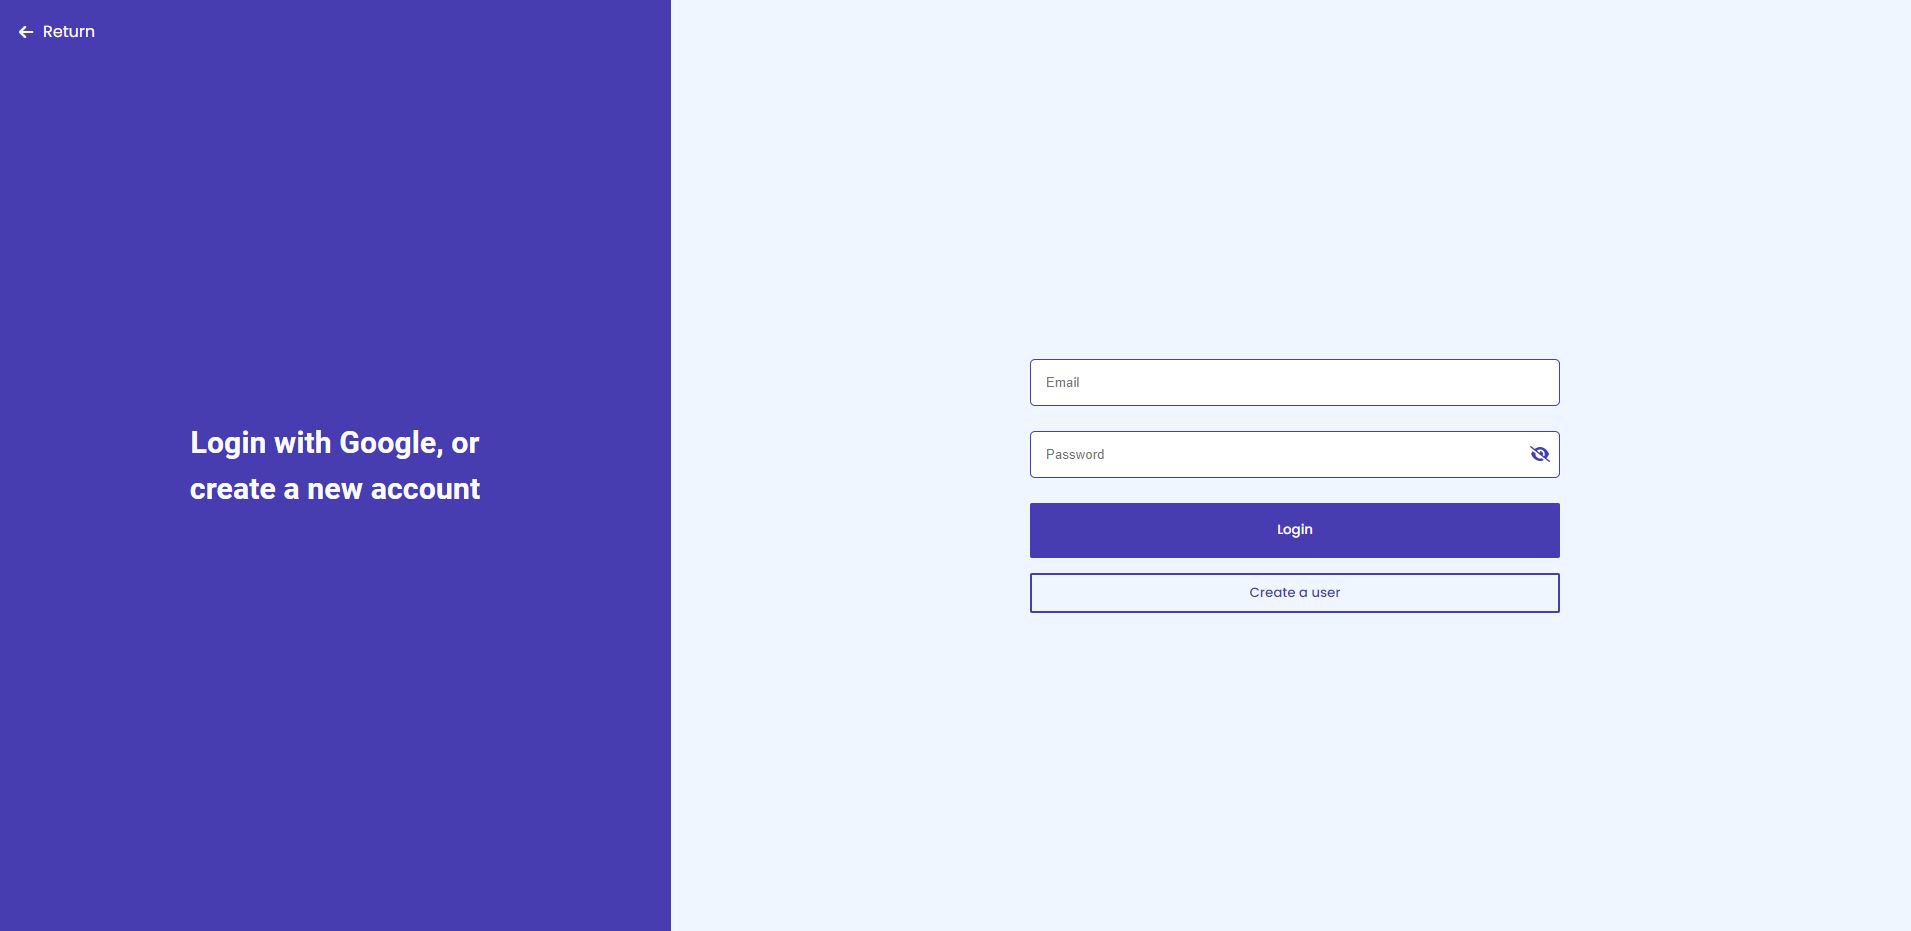 Return
Login with Google, or
create a new account
Email
Password
Login
Create a user